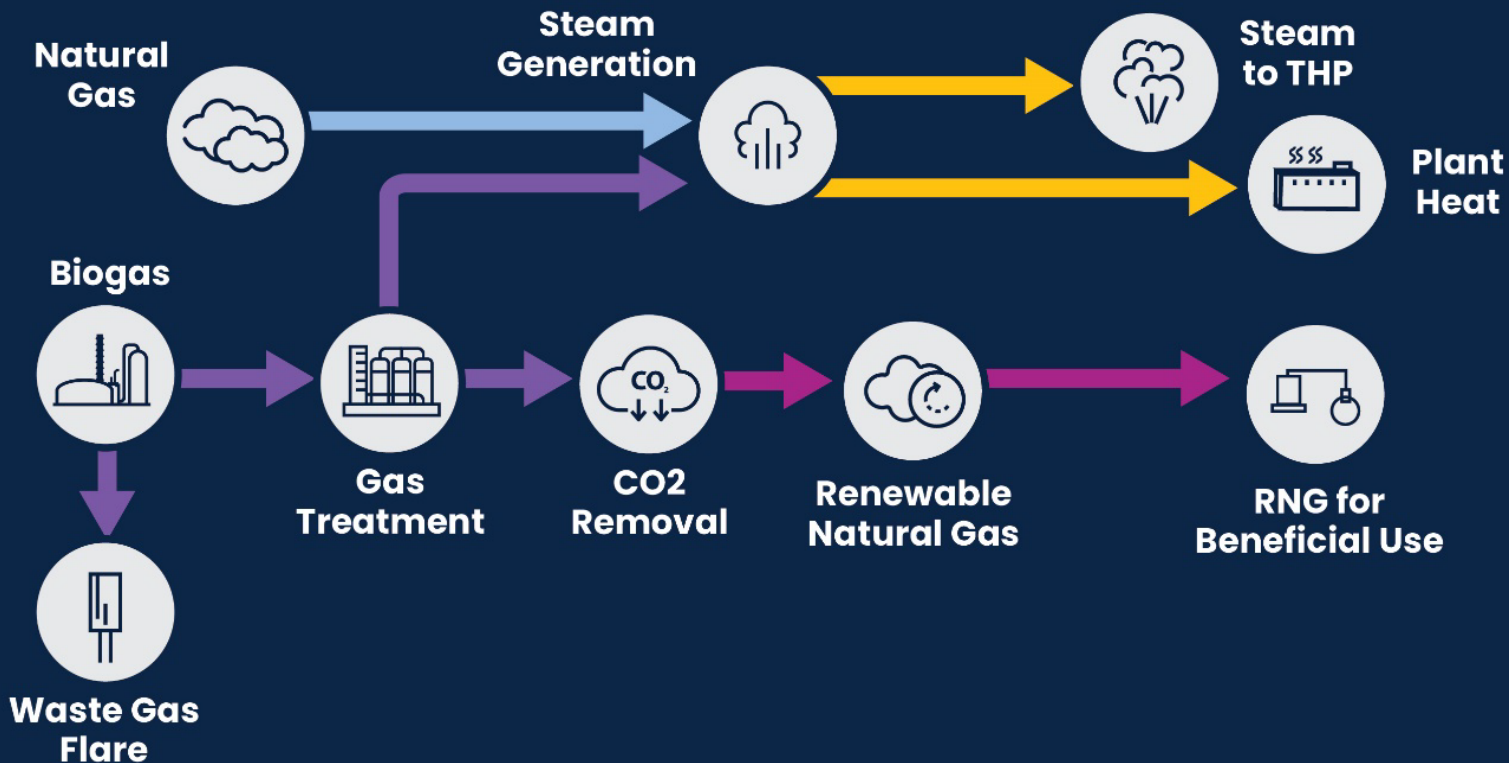 Natural
Gas
Steam
Generation
Steam
to THP
Plant
Heat
Biogas
Gas
Treatment
CO₂
CO2
Removal
Renewable
Natural Gas
RNG for
Beneficial Use
Waste Gas
Flare